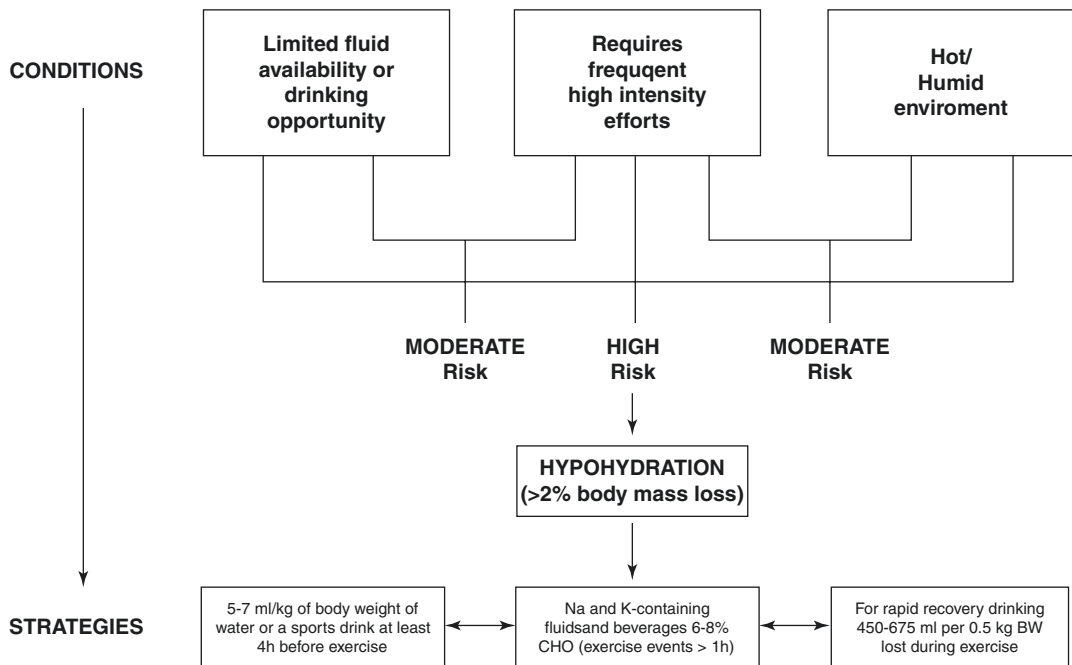 CONDITIONS
Limited fluid
availability or
drinking
opportunity
Requires
frequqent
high intensity
efforts
Hot/
Humid
enviroment
MODERATE
Risk
HIGH
Risk
MODERATE
Risk
HYPOHYDRATION
(>2% body mass loss)
STRATEGIES
5-7 ml/kg of body weight of
water or a sports drink at least
4h before exercise
Na and K-containing
fluidsand beverages 6-8%
CHO (exercise events > 1h)
For rapid recovery drinking
450-675 ml per 0.5 kg BW
lost during exercise